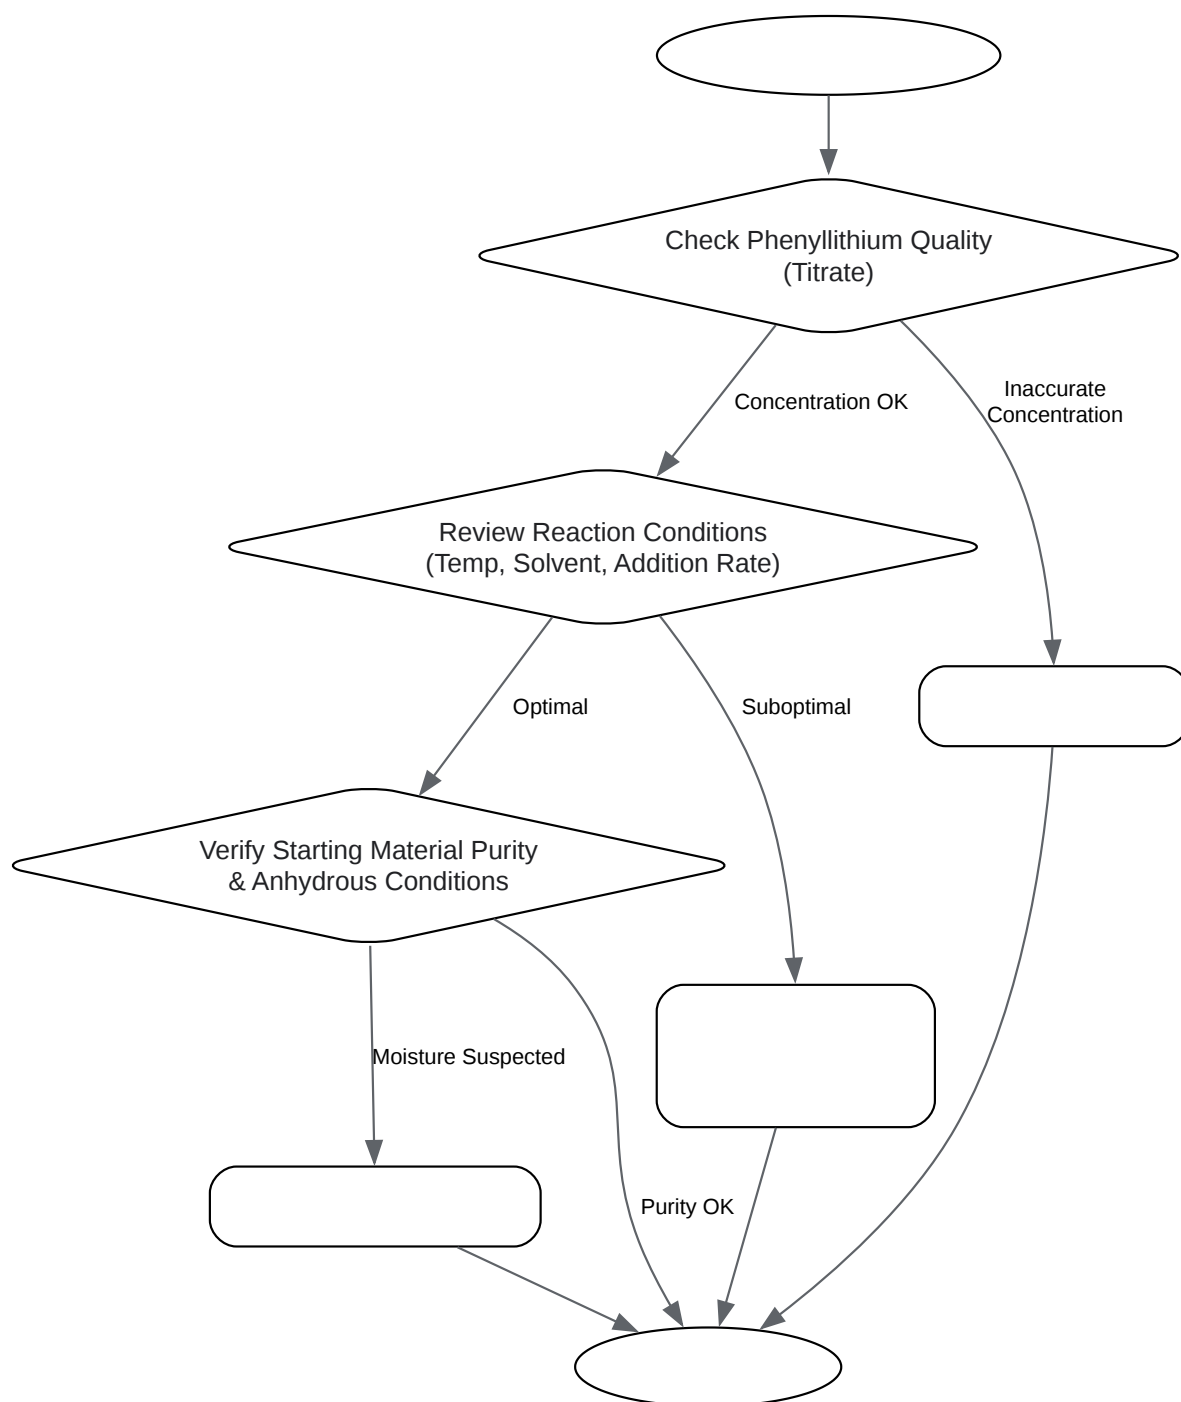 Check Phenyllithium Quality
(Titrate)
Concentration OK
Inaccurate
Concentration
Review Reaction Conditions
(Temp, Solvent, Addition Rate)
Optimal
Suboptimal
Verify Starting Material Purity
& Anhydrous Conditions
Moisture Suspected
Purity OK